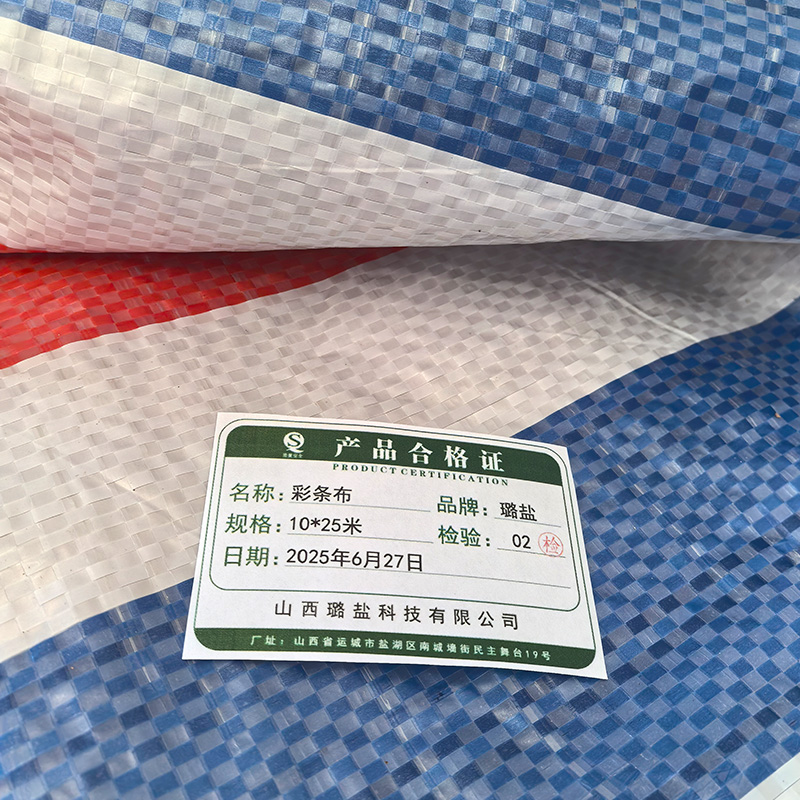 产品合格证
PRODUCT CERTIFICATION
名称：彩条布
品牌：璐盐
规格：10*25米
检验：02 检
日期：2025年6月27日
山西璐盐科技有限公司
厂址：山西省运城市盐湖区南城墙街民主舞台19号